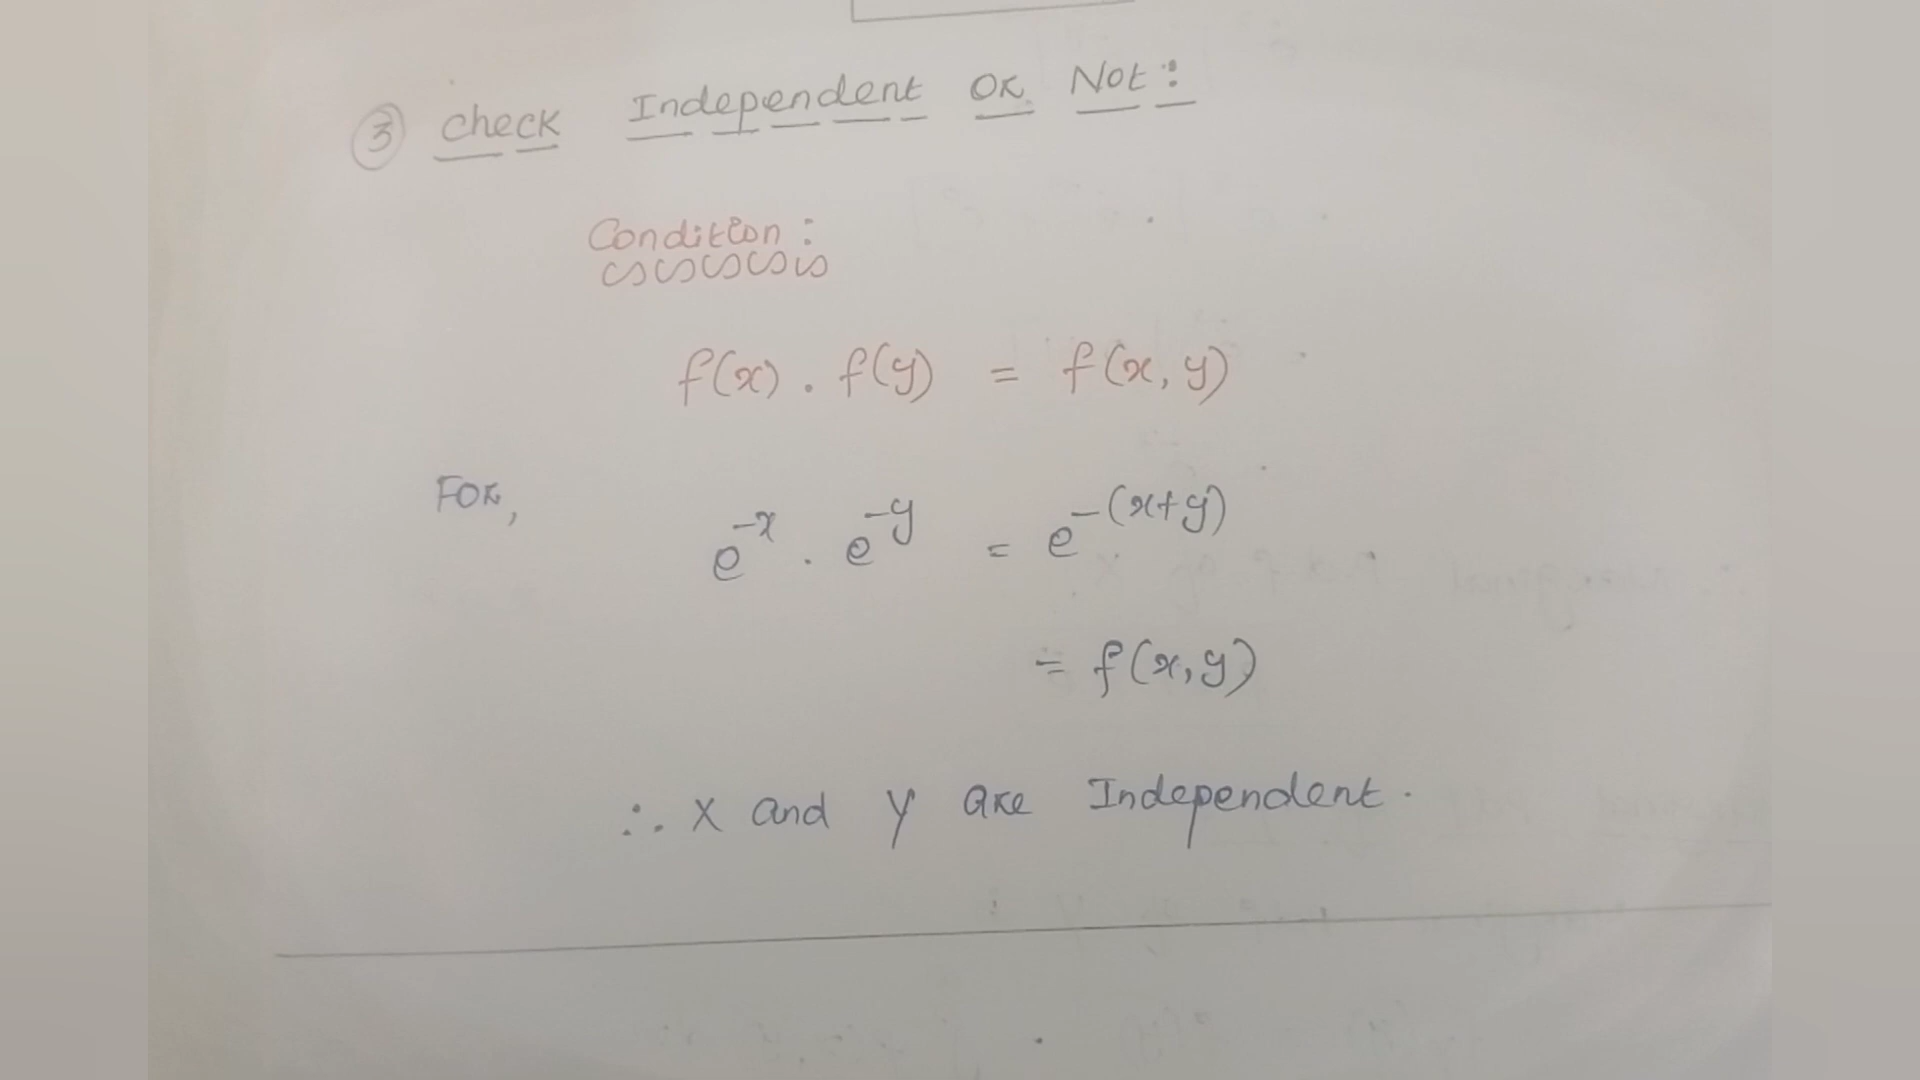 ③ Check Independent or Not:
Condition:
f(x) . f(y) = f(x, y)
For,
e^-x . e^-y = e^-(x+y)
= f(x,y)
∴ X and Y are Independent.